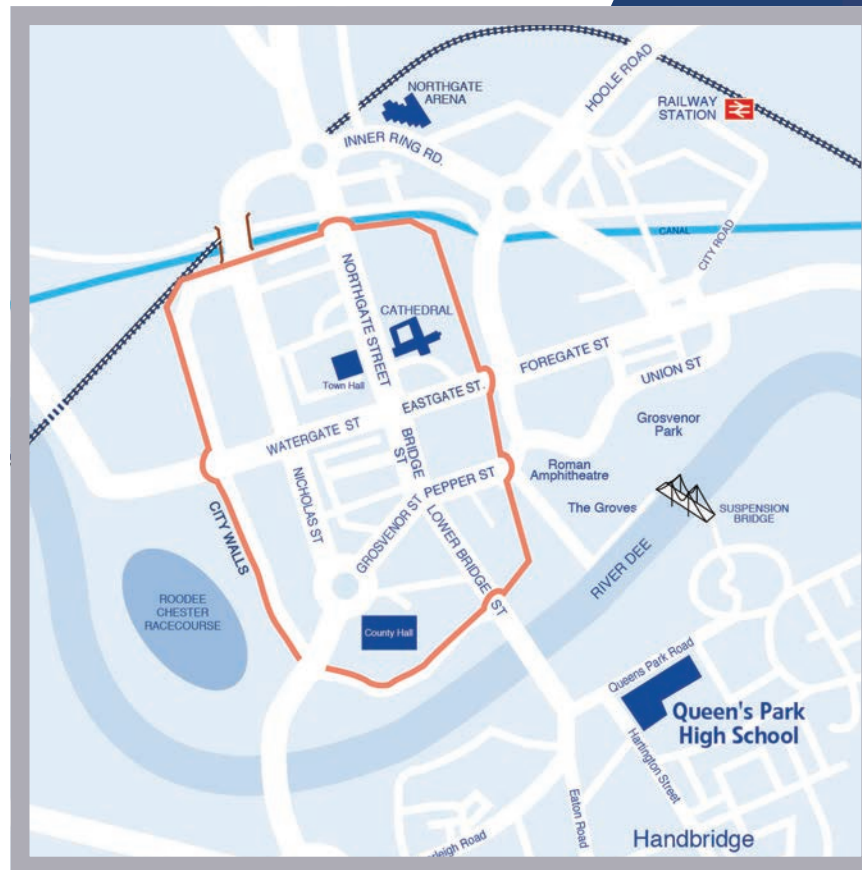 HOOLE ROAD
NORTHGATE
ARENA
RAILWAY
STATION
INNER RING RD.
CANAL
CITY ROAD
NORTHGATE STREET
CATHEDRAL
Town Hall
FOREGATE ST
EASTGATE ST.
UNION ST
WATERGATE ST
BRIDGE
ST
Grosvenor
Park
NICHOLAS ST
PEPPER ST
Roman
Amphitheatre
GROSVENOR ST
The Groves
SUSPENSION
BRIDGE
CITY WALLS
LOWER BRIDGE ST
RIVER DEE
ROODEE
CHESTER
RACECOURSE
County Hall
Queens Park Road
Queen's Park
High School
Hartington Street
Eaton Road
rleigh Road
Handbridge